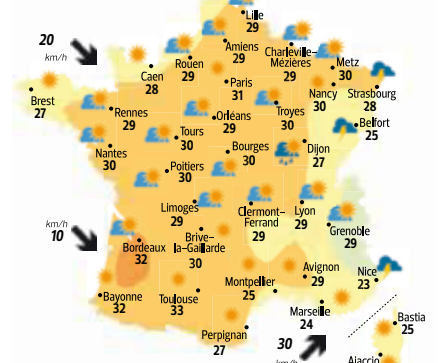 Lille
29
20
km/h
Amiens
29
Charleville-
Mézières
29
Rouen
29
Metz
30
Caen
28
Paris
31
Nancy
30
Strasbourg
28
Brest
27
Rennes
29
Orléans
29
Troyes
30
Belfort
25
Tours
30
Nantes
30
Bourges
30
Dijon
27
Poitiers
30
Limoges
29
Clermont-
Ferrand
29
Lyon
29
10
km/h
Grenoble
29
Bordeaux
32
Brive-
la-Gaillarde
30
Avignon
29
Nice
23
Montpellier
25
Bayonne
32
Toulouse
33
Marseille
24
Bastia
25
Perpignan
27
30
km/h
Ajaccio